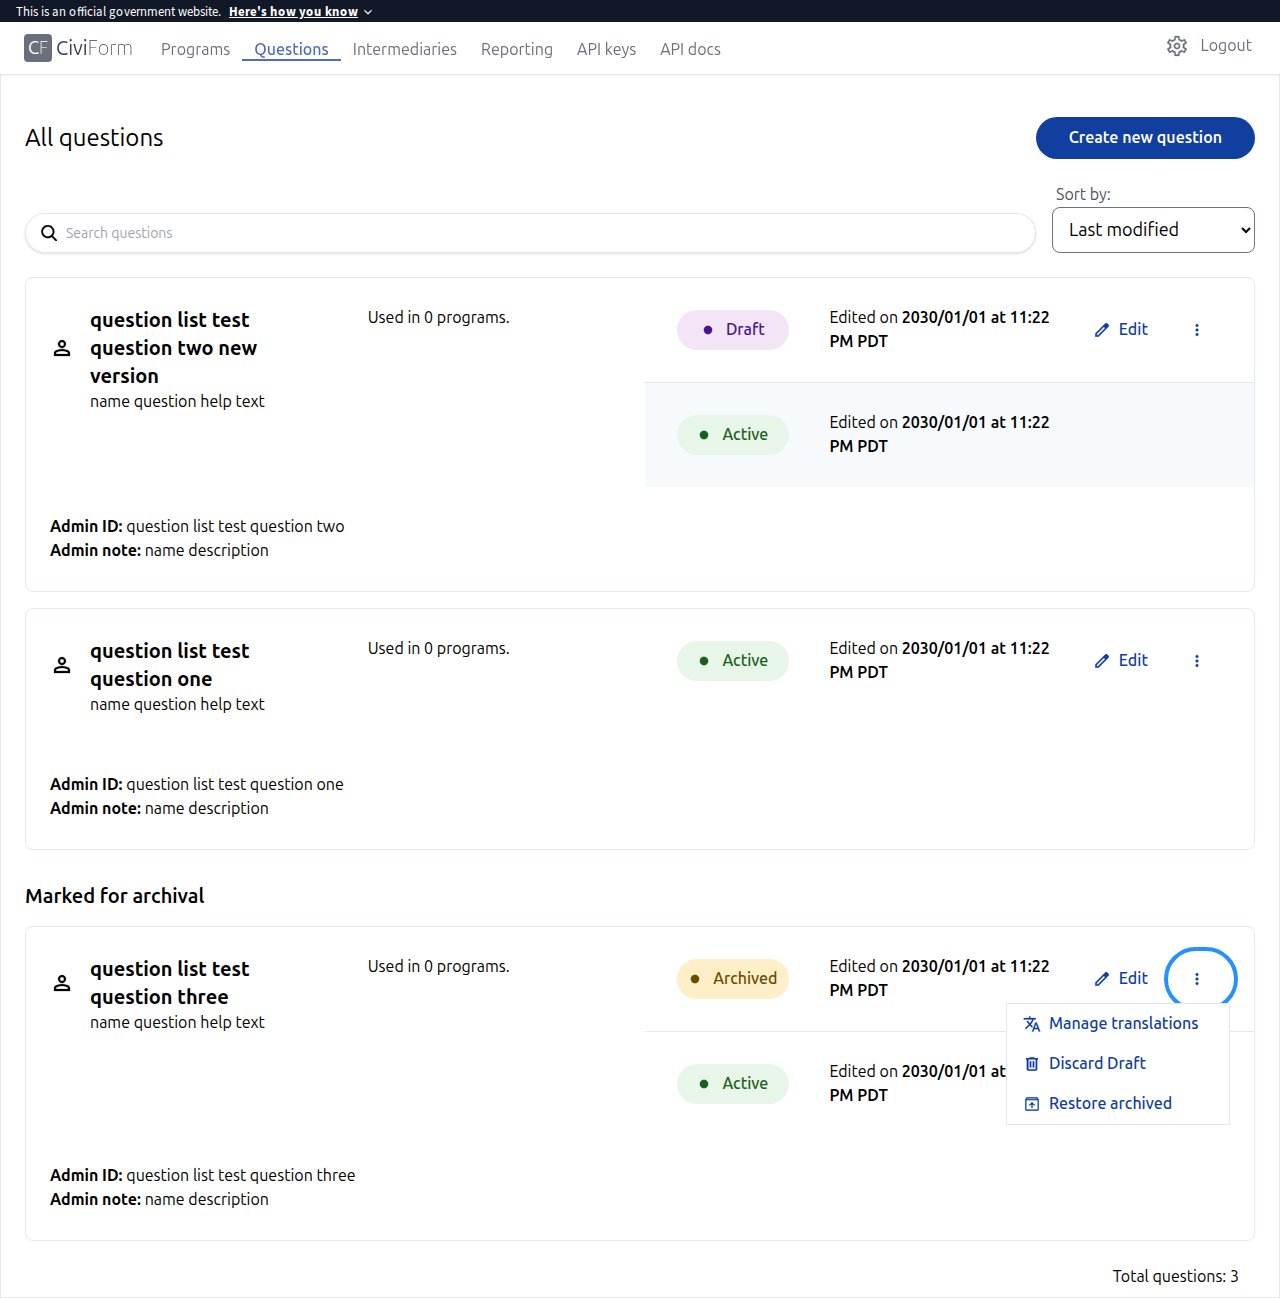 This is an official government website. Here's how you know
CF CiviForm Programs Questions Intermediaries Reporting API keys API docs Logout
All questions
Create new question
Sort by:
Search questions
Last modified
question list test
question two new
version
name question help text
Used in 0 programs.
Draft
Edited on 2030/01/01 at 11:22
PM PDT
Edit
Active
Edited on 2030/01/01 at 11:22
PM PDT
Admin ID: question list test question two
Admin note: name description
question list test
question one
name question help text
Used in 0 programs.
Active
Edited on 2030/01/01 at 11:22
PM PDT
Edit
Admin ID: question list test question one
Admin note: name description
Marked for archival
question list test
question three
name question help text
Used in 0 programs.
Archived
Edited on 2030/01/01 at 11:22
PM PDT
Edit
Manage translations
Discard Draft
Restore archived
Active
Edited on 2030/01/01 at
PM PDT
Admin ID: question list test question three
Admin note: name description
Total questions: 3